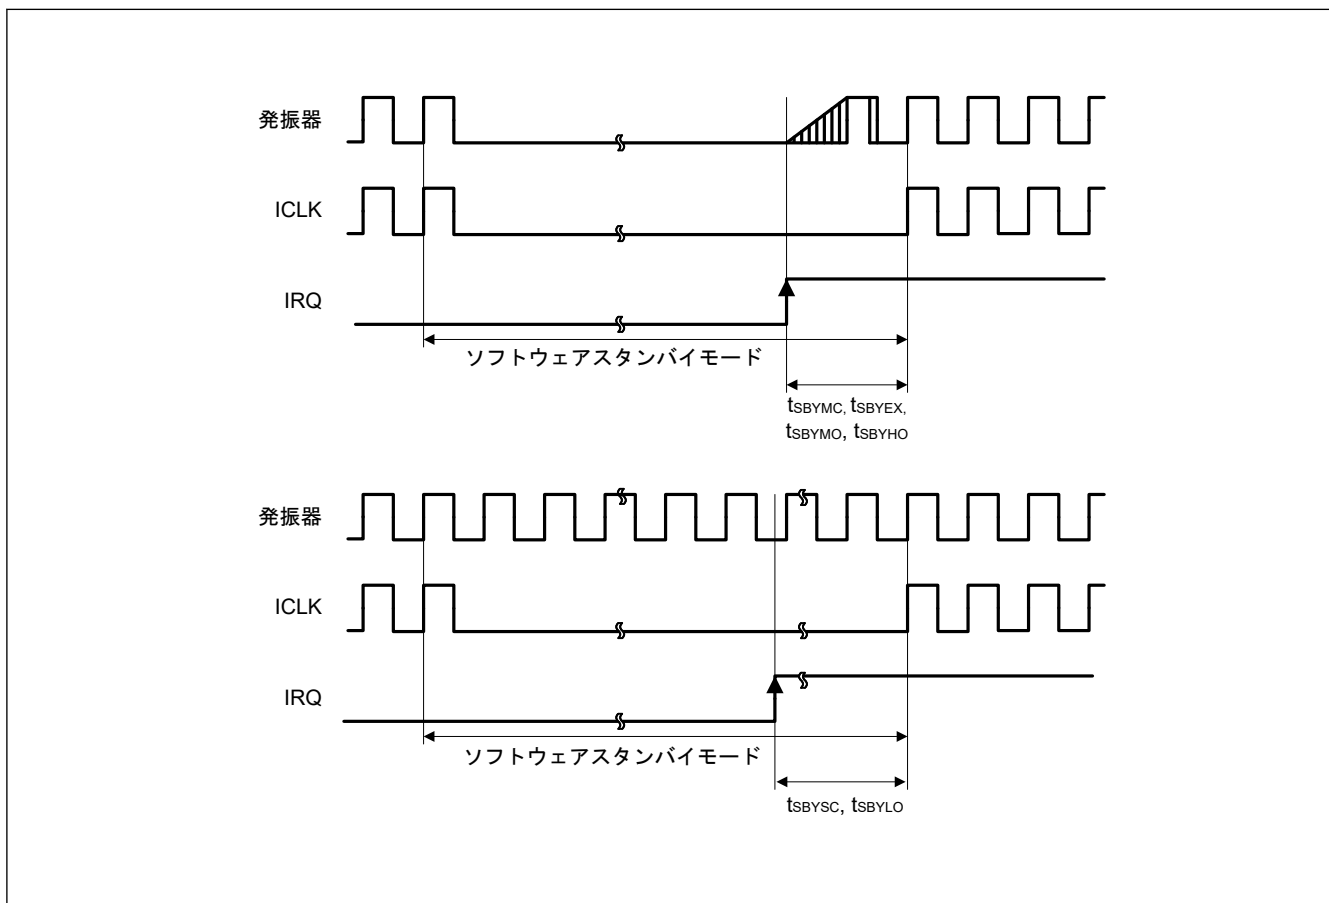 発振器
ICLK
IRQ
ソフトウェアスタンバイモード
tSBYMC, tSBYEX,
tSBYMO, tSBYHO
発振器
ICLK
IRQ
ソフトウェアスタンバイモード
tSBYSC, tSBYLO